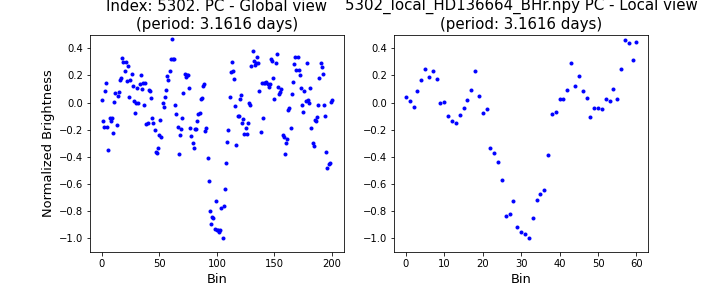 Index: 5302. PC - Global view
(period: 3.1616 days)
5302_local_HD136664_BHr.npy PC - Local view
(period: 3.1616 days)
Normalized Brightness
0.4
0.2
0.0
−0.2
−0.4
−0.6
−0.8
−1.0
0 50 100 150 200
Bin
0.4
0.2
0.0
−0.2
−0.4
−0.6
−0.8
−1.0
0 10 20 30 40 50 60
Bin